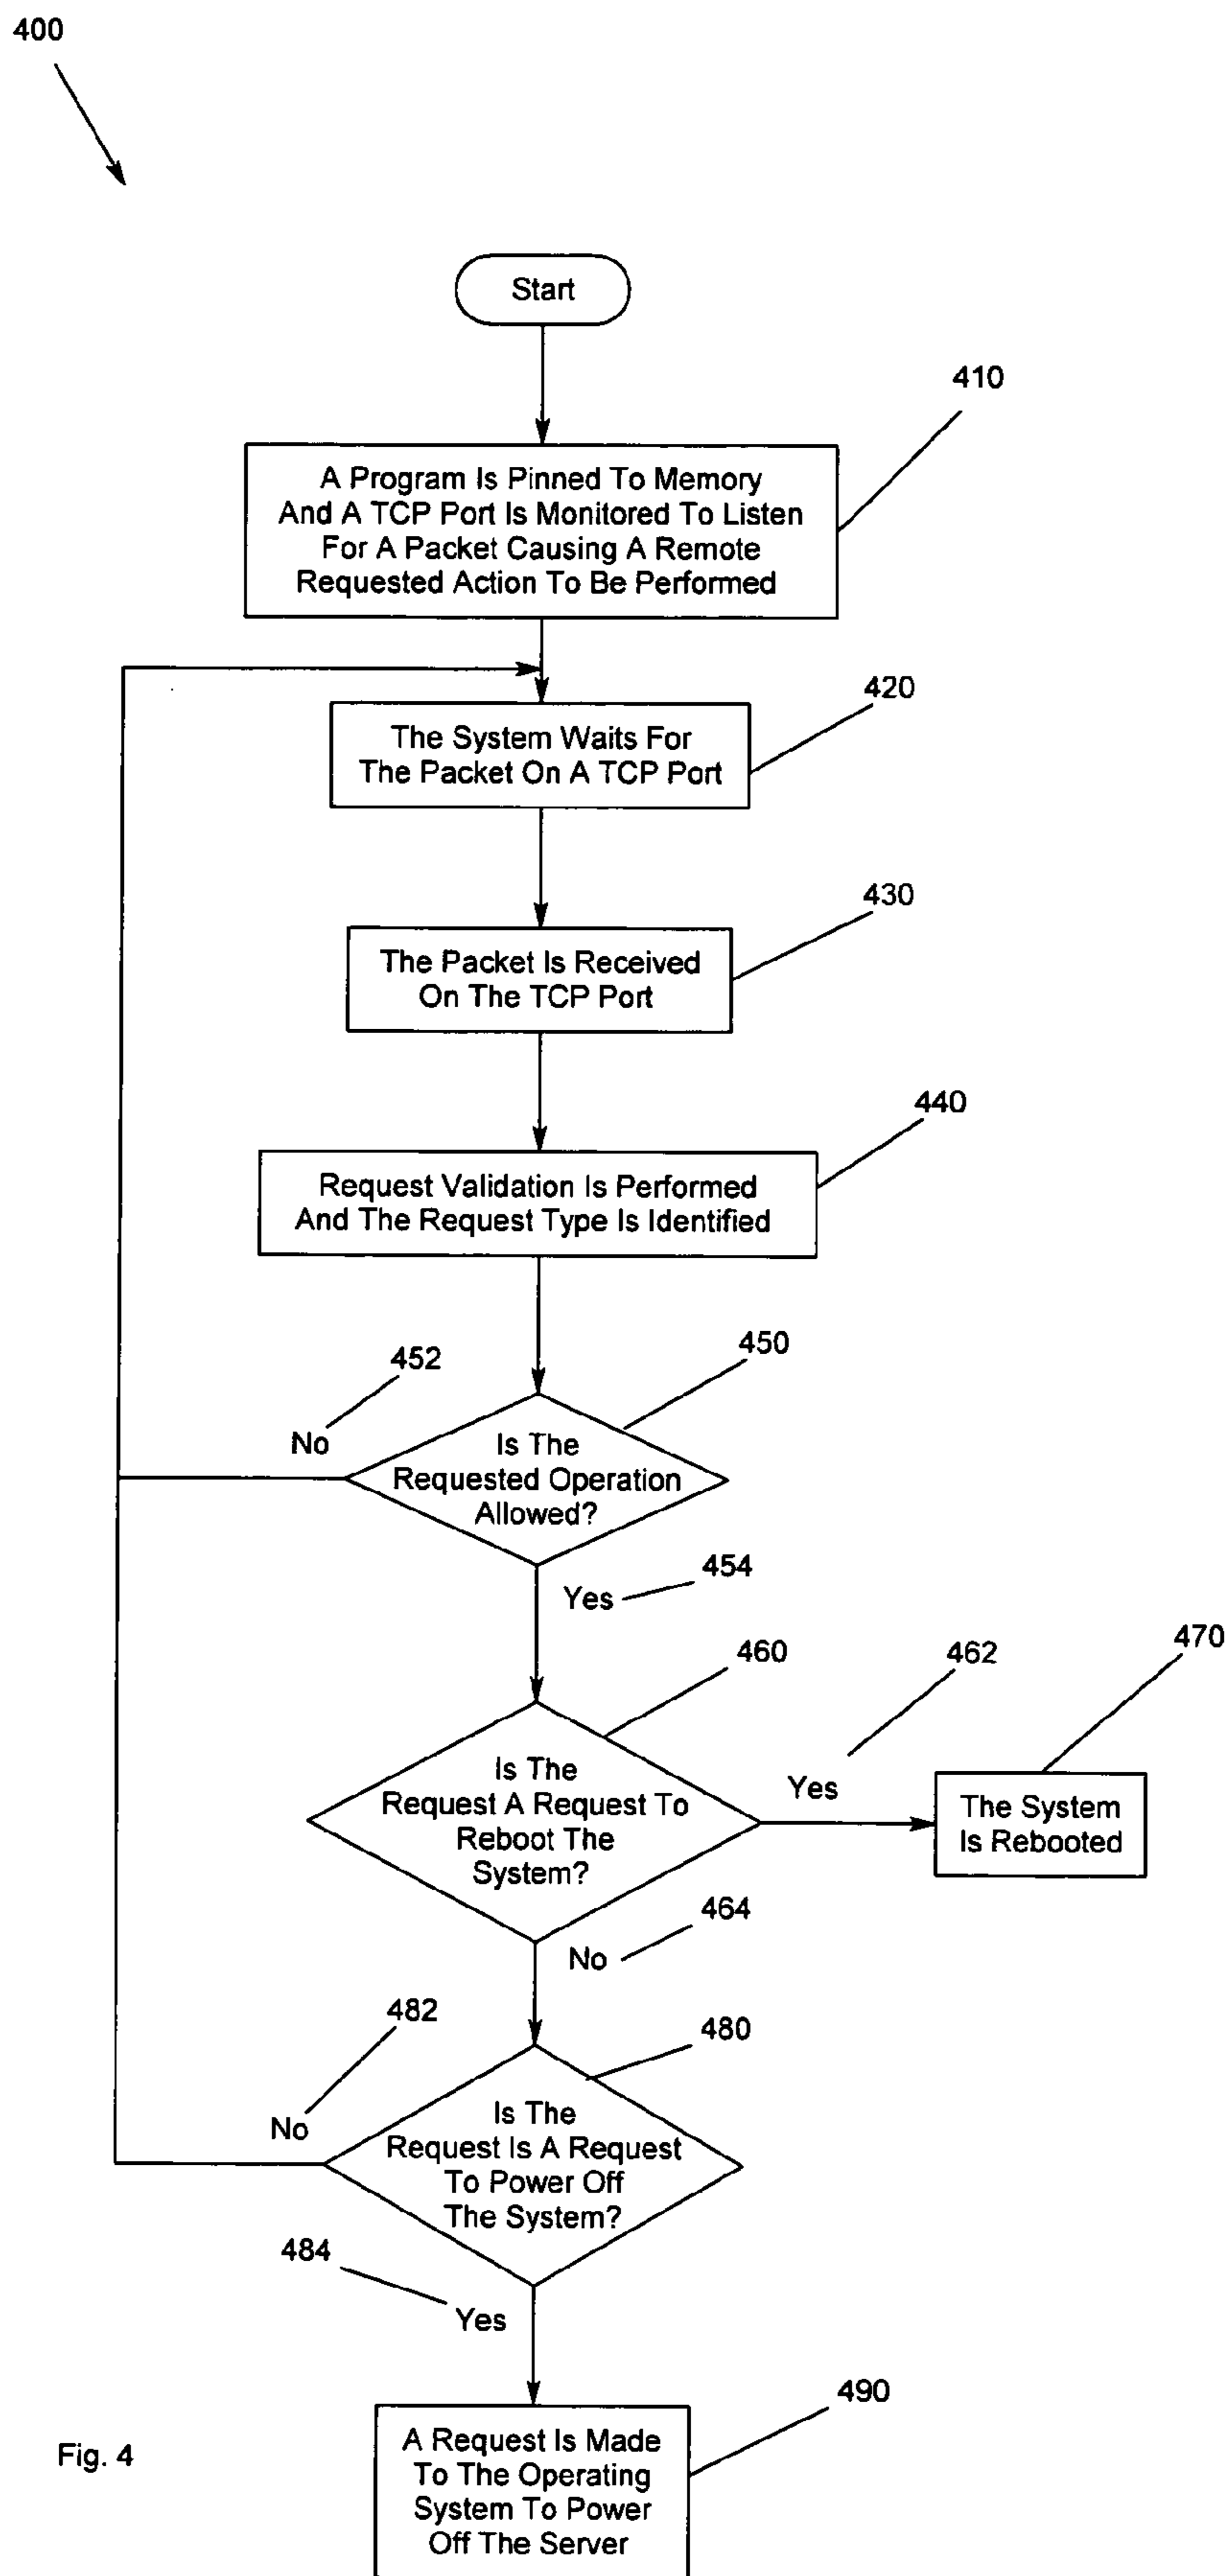 400
Start
410
A Program Is Pinned To Memory
And A TCP Port Is Monitored To Listen
For A Packet Causing A Remote
Requested Action To Be Performed
420
The System Waits For
The Packet On A TCP Port
430
The Packet Is Received
On The TCP Port
440
Request Validation Is Performed
And The Request Type Is Identified
450
452
No
Is The
Requested Operation
Allowed?
454
Yes
460
462
470
Is The
Request A Request To
Reboot The
System?
Yes
The System
Is Rebooted
464
No
482
480
No
Is The
Request Is A Request
To Power Off
The System?
484
Yes
490
A Request Is Made
To The Operating
System To Power
Off The Server
Fig. 4